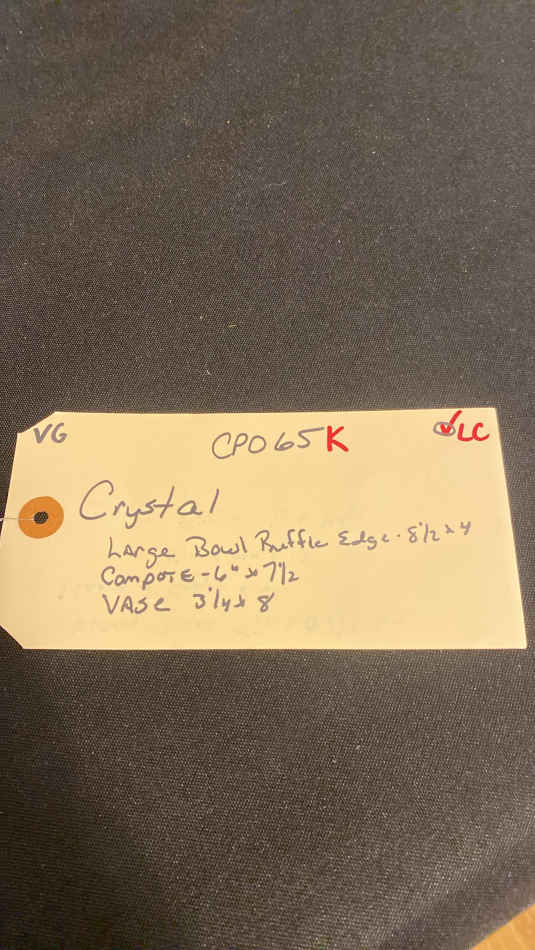 VG
CPO65K
LC
Crystal
Large Bowl Ruffle Edge - 8 1/2 x 4
Compote - 6" x 7 1/2
VASE 3 1/4 x 8